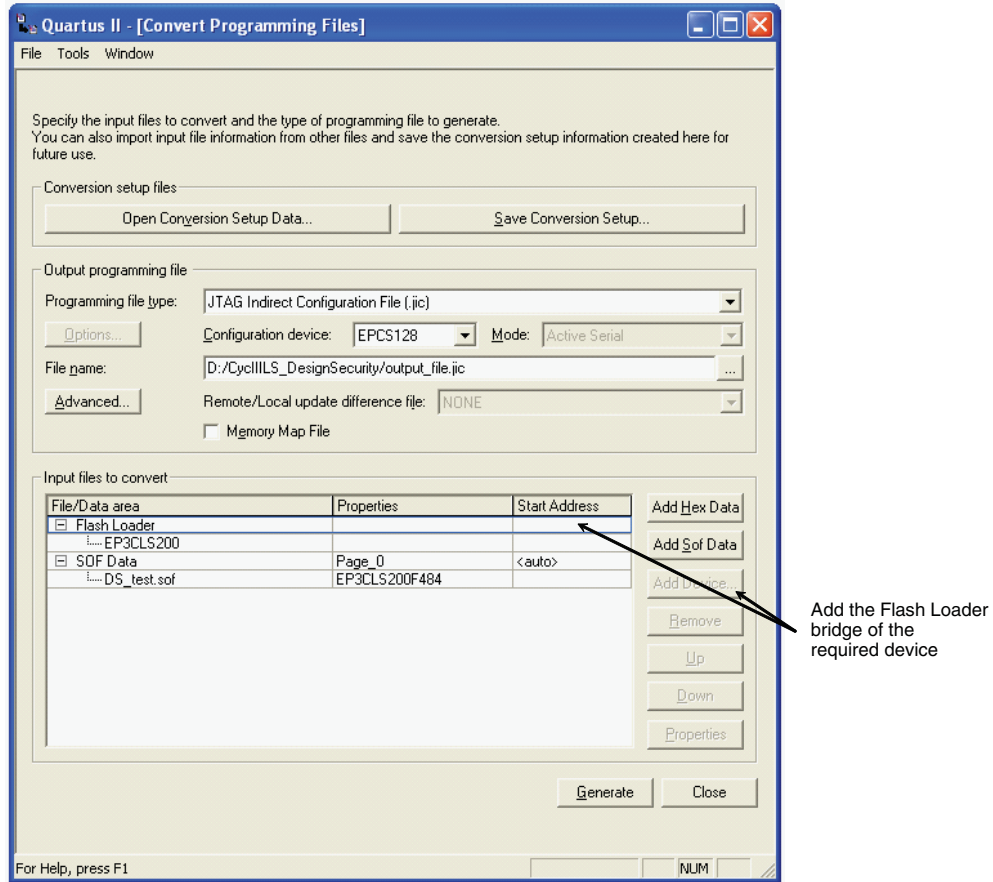 Quartus II - [Convert Programming Files]
File Tools Window
Specify the input files to convert and the type of programming file to generate.
You can also import input file information from other files and save the conversion setup information created here for
future use.
Conversion setup files
Open Conversion Setup Data...
Save Conversion Setup...
Output programming file
Programming file type: JTAG Indirect Configuration File (.jic)
Options... Configuration device: EPCS128 Mode: Active Serial
File name: D:/CycIIILS_DesignSecurity/output_file.jic ...
Advanced... Remote/Local update difference file: NONE
Memory Map File
Input files to convert
File/Data area Properties Start Address
Flash Loader
EP3CLS200
SOF Data Page_0 <auto>
DS_test.sof EP3CLS200F484
Add Hex Data
Add Sof Data
Add Device...
Remove
Up
Down
Properties
Add the Flash Loader
bridge of the
required device
Generate Close
For Help, press F1 NUM